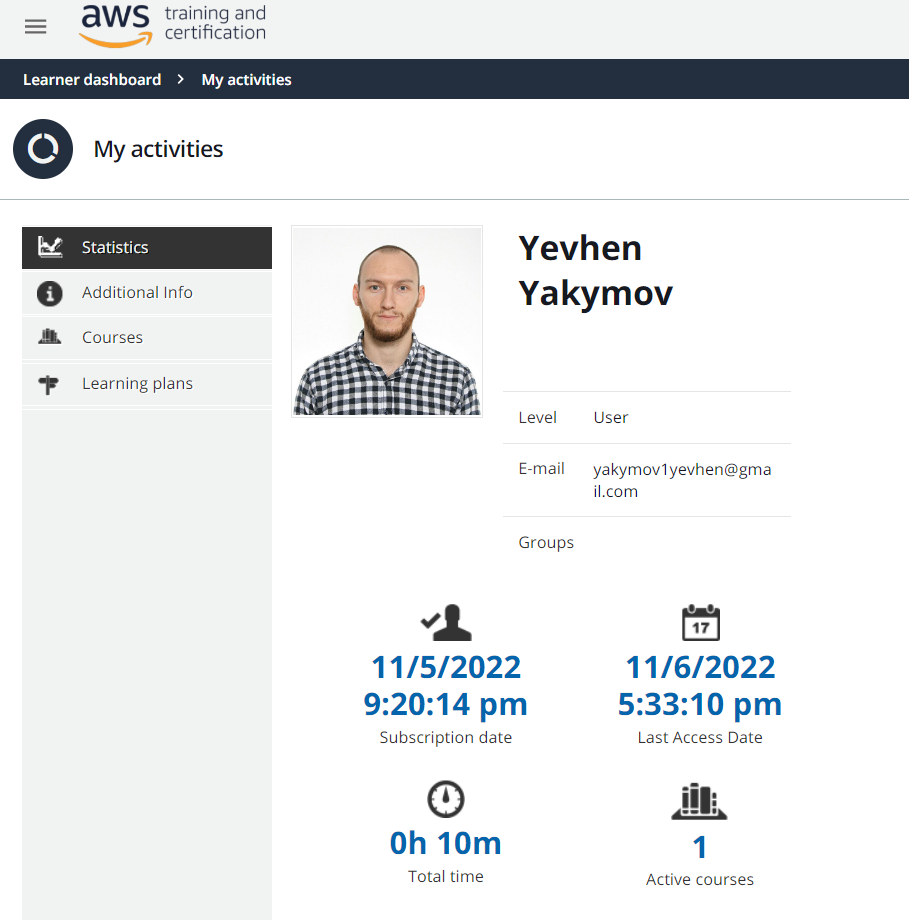 aws training and
certification
Learner dashboard > My activities
My activities
Statistics
Additional Info
Courses
Learning plans
Yevhen
Yakymov
Level User
E-mail yakymov1yevhen@gma
il.com
Groups
17
11/5/2022
9:20:14 pm
Subscription date
11/6/2022
5:33:10 pm
Last Access Date
0h 10m
Total time
1
Active courses